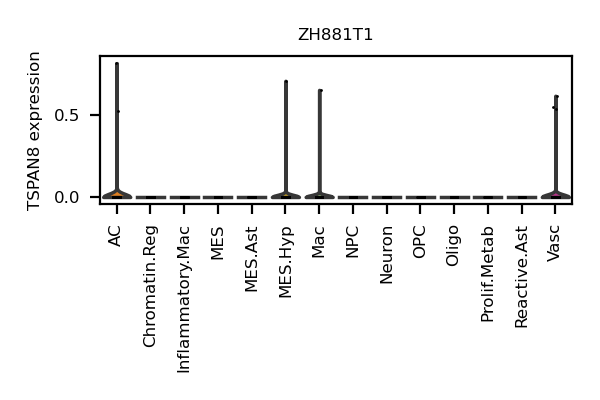 ZH881T1
TSPAN8 expression
0.5
0.0
AC
Chromatin.Reg
Inflammatory.Mac
MES
MES.Ast
MES.Hyp
Mac
NPC
Neuron
OPC
Oligo
Prolif.Metab
Reactive.Ast
Vasc